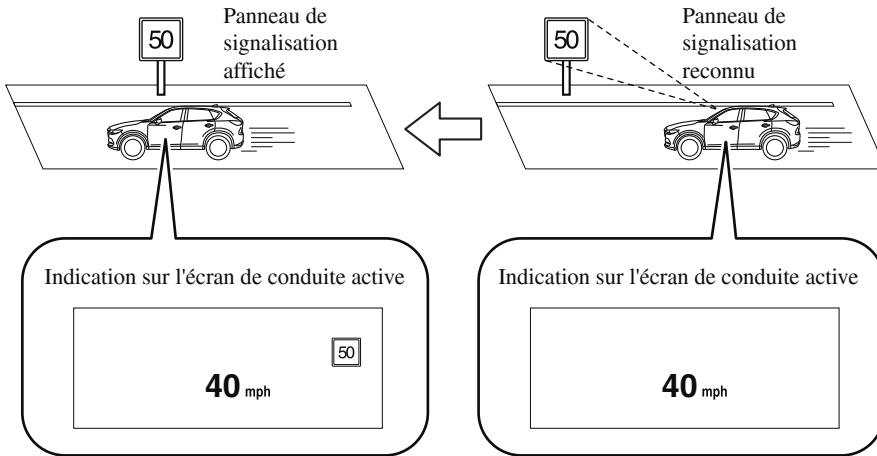 50
Panneau de
signalisation
affiché
50
Panneau de
signalisation
reconnu
Indication sur l'écran de conduite active
50
40 mph
Indication sur l'écran de conduite active
40 mph